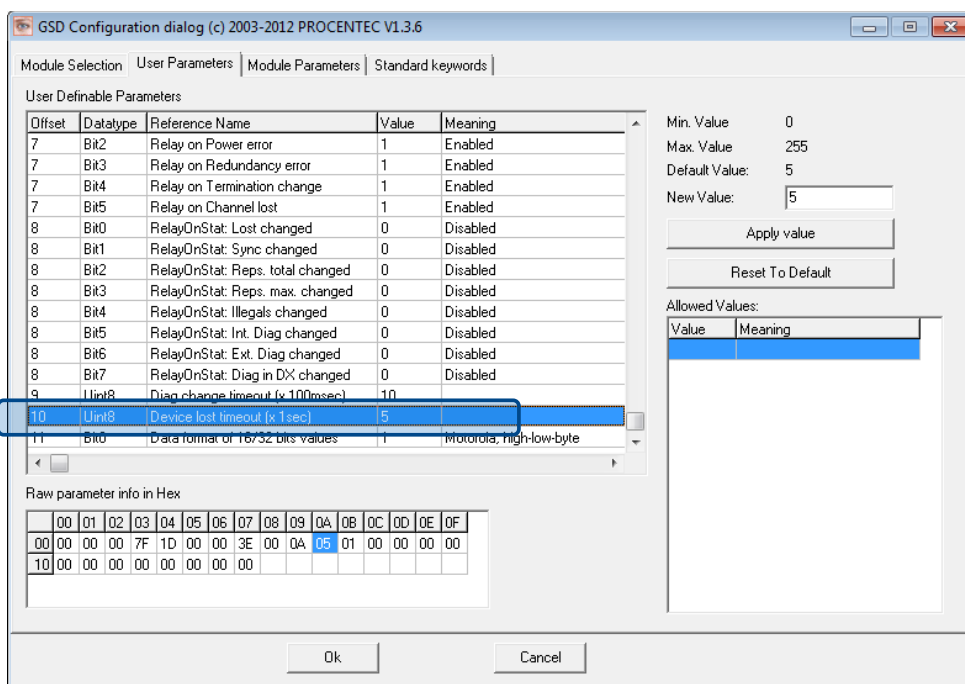 GSD Configuration dialog (c) 2003-2012 PROCENTEC V1.3.6
Module Selection User Parameters Module Parameters Standard keywords
User Definable Parameters
Offset Datatype Reference Name Value Meaning
7 Bit2 Relay on Power error 1 Enabled
7 Bit3 Relay on Redundancy error 1 Enabled
7 Bit4 Relay on Termination change 1 Enabled
7 Bit5 Relay on Channel lost 1 Enabled
8 Bit0 RelayOnStat: Lost changed 0 Disabled
8 Bit1 RelayOnStat: Sync changed 0 Disabled
8 Bit2 RelayOnStat: Reps. total changed 0 Disabled
8 Bit3 RelayOnStat: Reps. max. changed 0 Disabled
8 Bit4 RelayOnStat: Illegals changed 0 Disabled
8 Bit5 RelayOnStat: Int. Diag changed 0 Disabled
8 Bit6 RelayOnStat: Ext. Diag changed 0 Disabled
8 Bit7 RelayOnStat: Diag in DX changed 0 Disabled
9 Uint8 Diag change timeout (x 100msec) 10
10 Uint8 Device lost timeout (x 1sec) 5
11 Bit0 Data format of 16/32 bits values 1 Motorola, high-low-byte
Min. Value 0
Max. Value 255
Default Value: 5
New Value: 5
Apply value
Reset To Default
Allowed Values:
Value Meaning
Raw parameter info in Hex
00 01 02 03 04 05 06 07 08 09 0A 0B 0C 0D 0E 0F
00 00 00 00 7F 1D 00 00 3E 00 0A 05 01 00 00 00 00
10 00 00 00 00 00 00 00 00
Ok Cancel